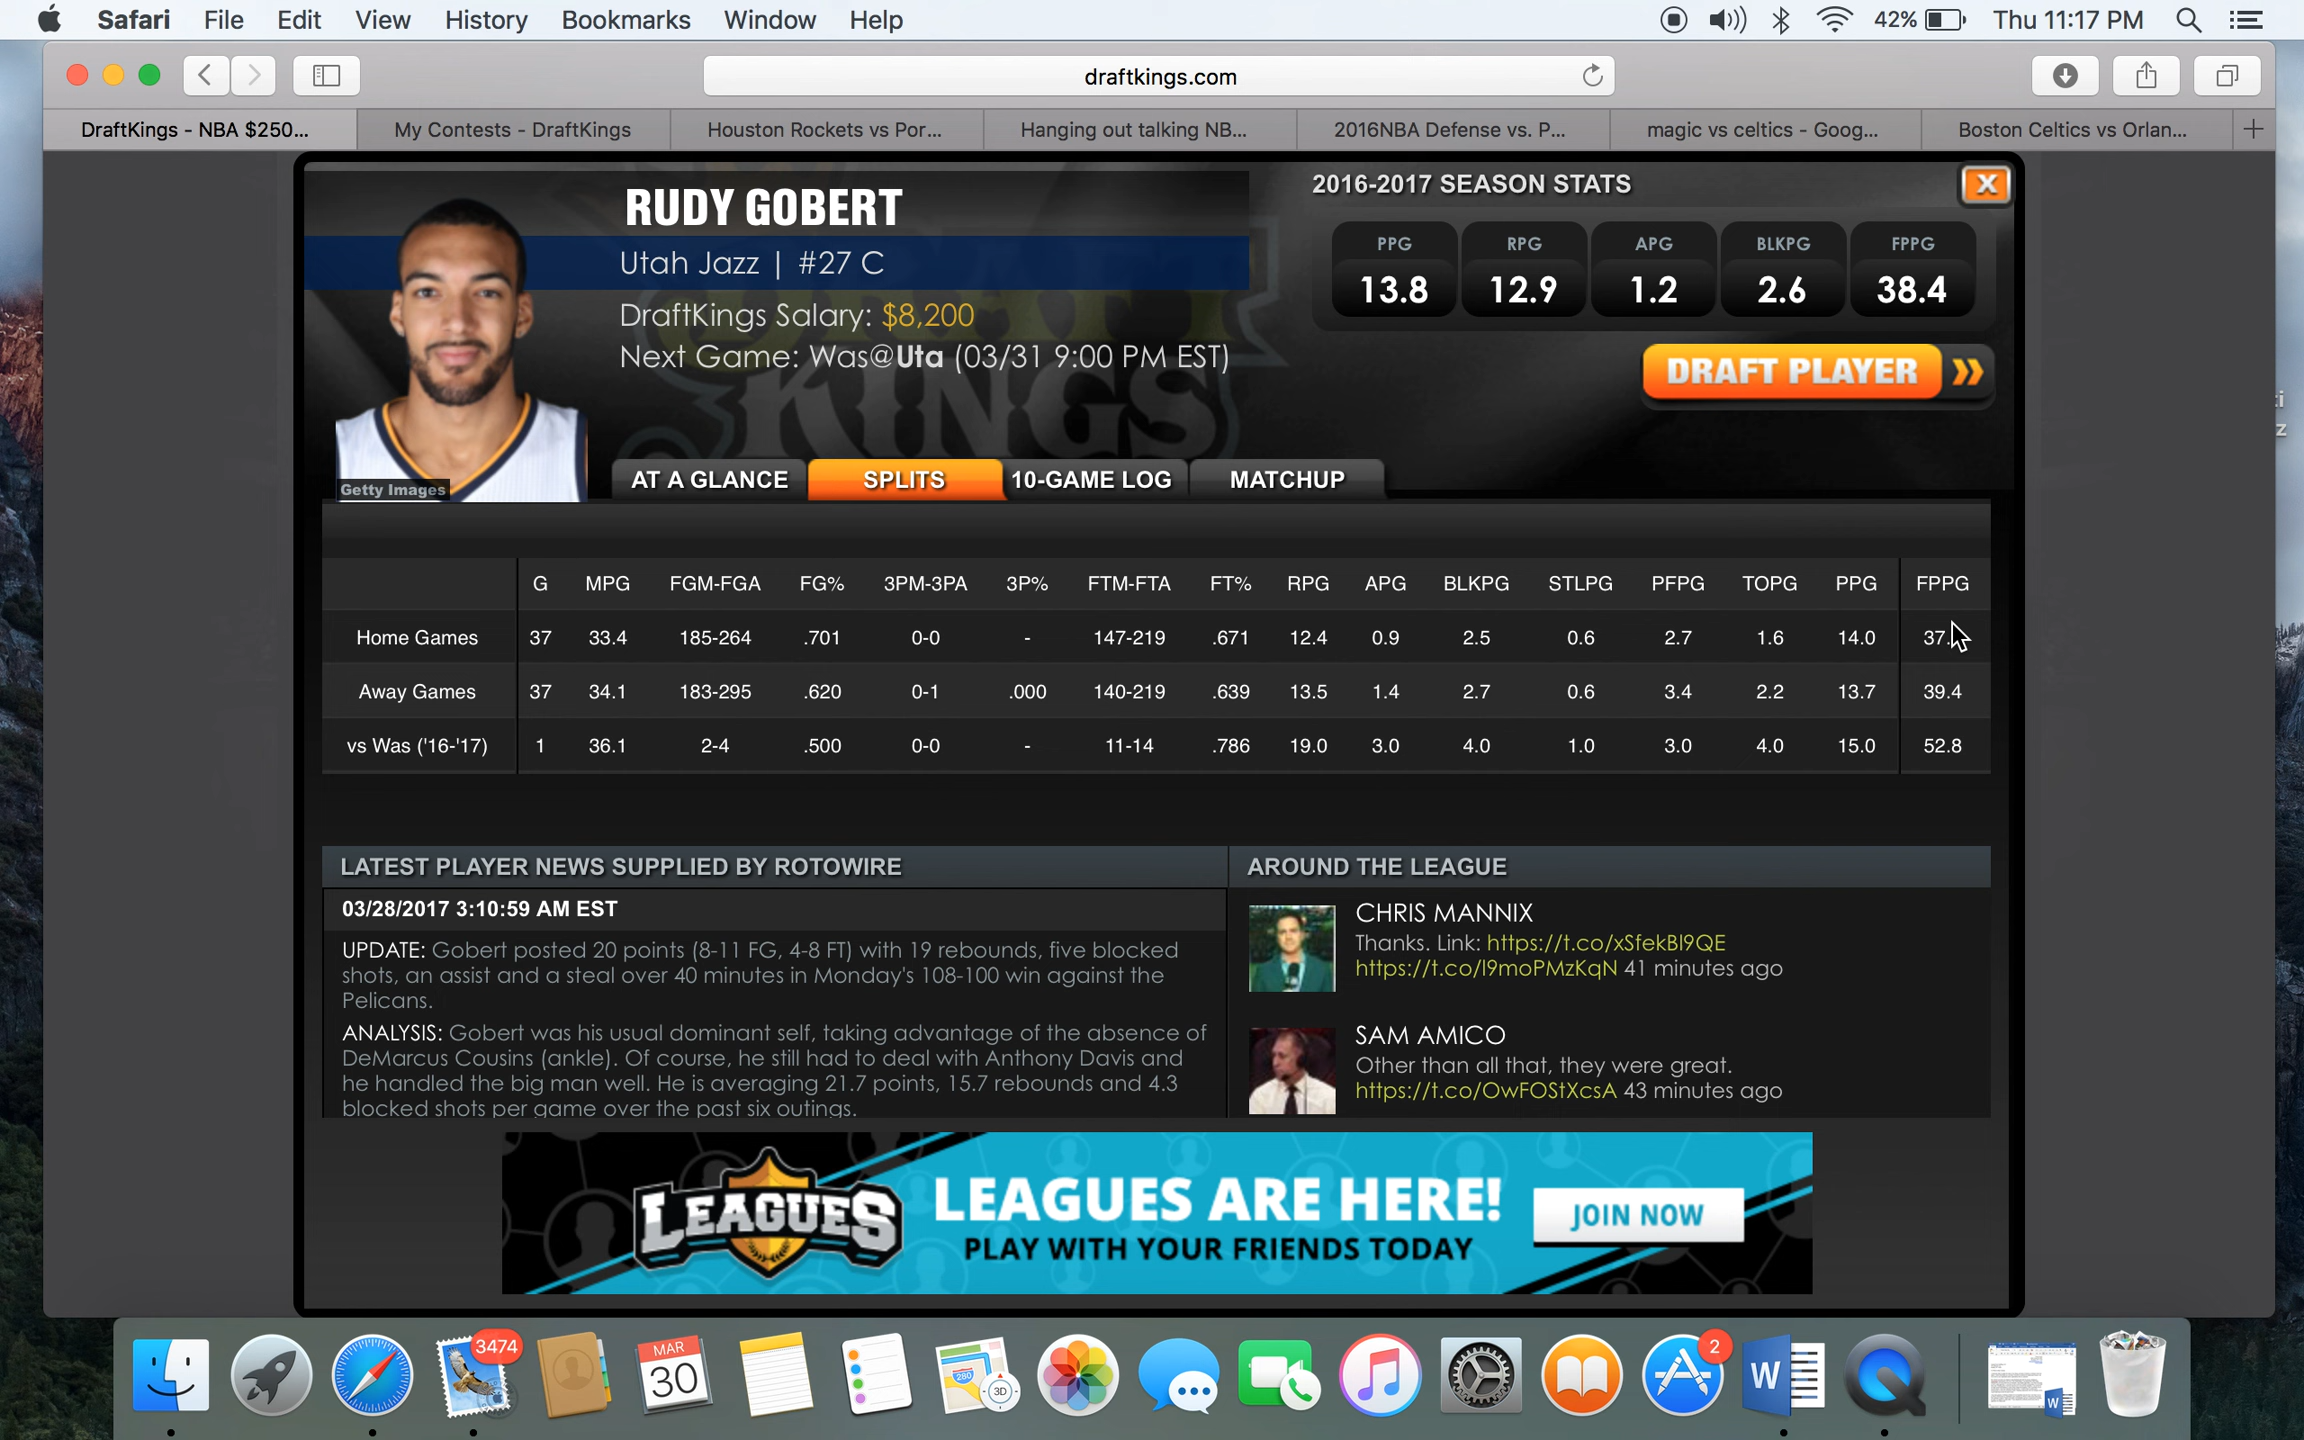 Safari File Edit View History Bookmarks Window Help 42% Thu 11:17 PM
draftkings.com
DraftKings - NBA $250... My Contests - DraftKings Houston Rockets vs Por... Hanging out talking NB... 2016NBA Defense vs. P... magic vs celtics - Goog... Boston Celtics vs Orlan...
RUDY GOBERT
Utah Jazz | #27 C
DraftKings Salary: $8,200
Next Game: Was@Uta (03/31 9:00 PM EST)
Getty Images
2016-2017 SEASON STATS X
PPG RPG APG BLKPG FPPG
13.8 12.9 1.2 2.6 38.4
DRAFT PLAYER
KINGS
AT A GLANCE SPLITS 10-GAME LOG MATCHUP
G MPG FGM-FGA FG% 3PM-3PA 3P% FTM-FTA FT% RPG APG BLKPG STLPG PFPG TOPG PPG FPPG
Home Games 37 33.4 185-264 .701 0-0 - 147-219 .671 12.4 0.9 2.5 0.6 2.7 1.6 14.0
Away Games 37 34.1 183-295 .620 0-1 .000 140-219 .639 13.5 1.4 2.7 0.6 3.4 2.2 13.7 39.4
vs Was ('16-'17) 1 36.1 2-4 .500 0-0 - 11-14 .786 19.0 3.0 4.0 1.0 3.0 4.0 15.0 52.8
LATEST PLAYER NEWS SUPPLIED BY ROTOWIRE
03/28/2017 3:10:59 AM EST
UPDATE: Gobert posted 20 points (8-11 FG, 4-8 FT) with 19 rebounds, five blocked
shots, an assist and a steal over 40 minutes in Monday's 108-100 win against the
Pelicans.
ANALYSIS: Gobert was his usual dominant self, taking advantage of the absence of
DeMarcus Cousins (ankle). Of course, he still had to deal with Anthony Davis and
he handled the big man well. He is averaging 21.7 points, 15.7 rebounds and 4.3
blocked shots per game over the past six outings.
AROUND THE LEAGUE
CHRIS MANNIX
Thanks. Link: https://t.co/xSfekBl9QE
https://t.co/l9moPMzKqN 41 minutes ago
SAM AMICO
Other than all that, they were great.
https://t.co/OwFOStXcsA 43 minutes ago
LEAGUES
LEAGUES ARE HERE!
PLAY WITH YOUR FRIENDS TODAY
JOIN NOW
3474
MAR
30
280
3D
2
W
W